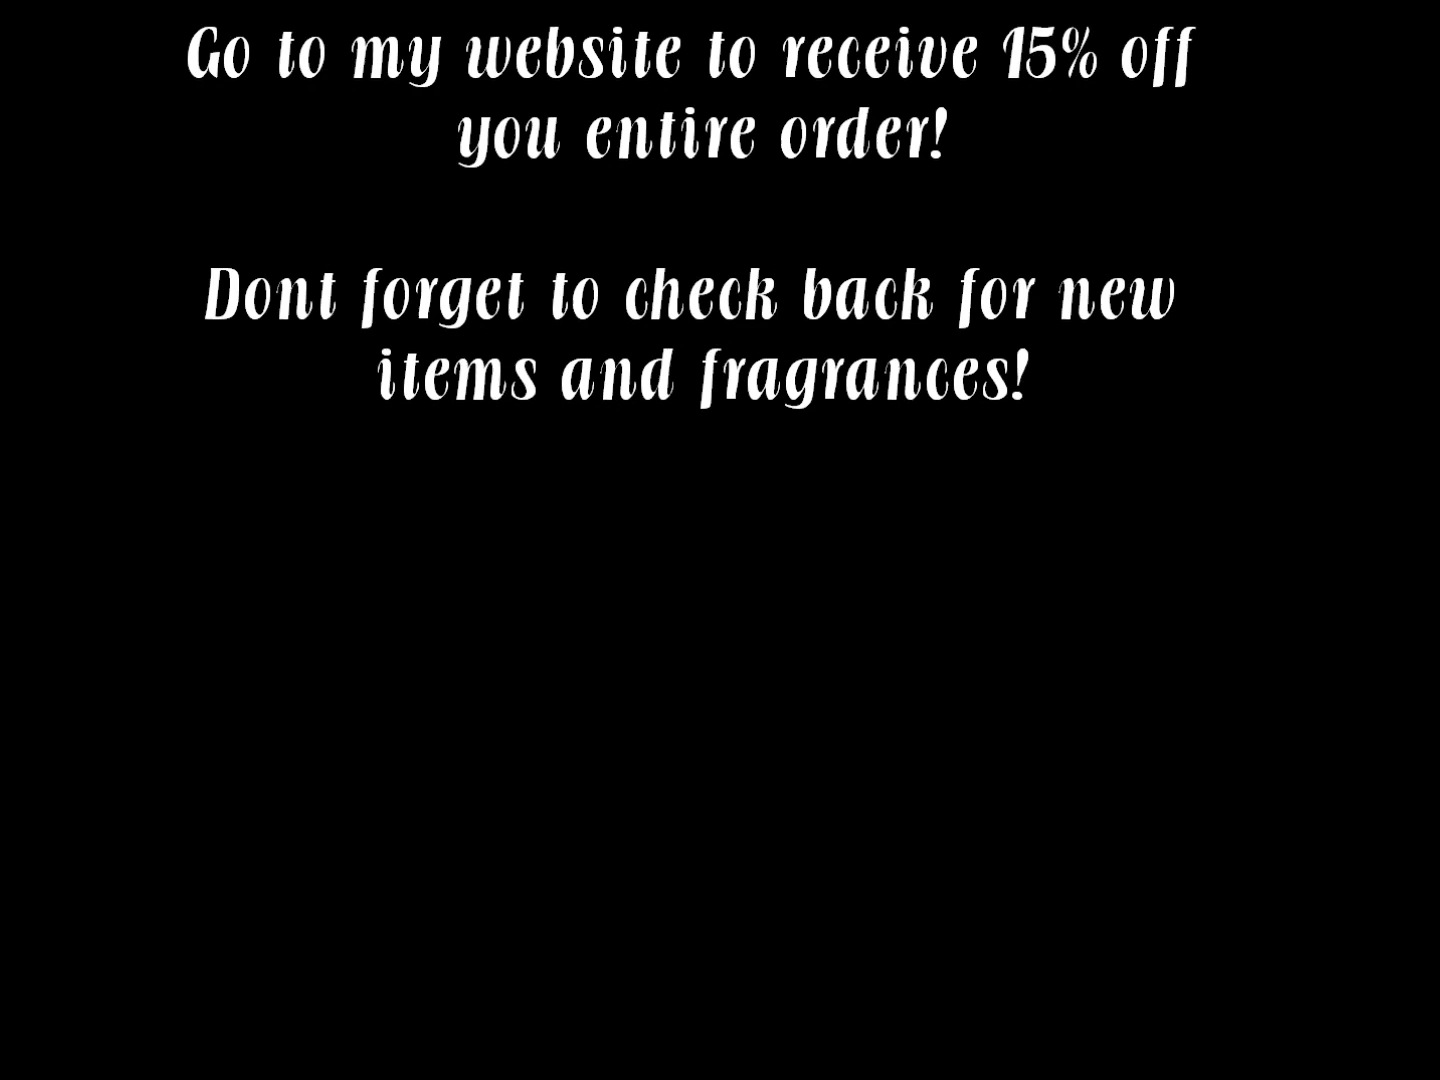 Go to my website to receive 15% off
you entire order!
Dont forget to check back for new
items and fragrances!